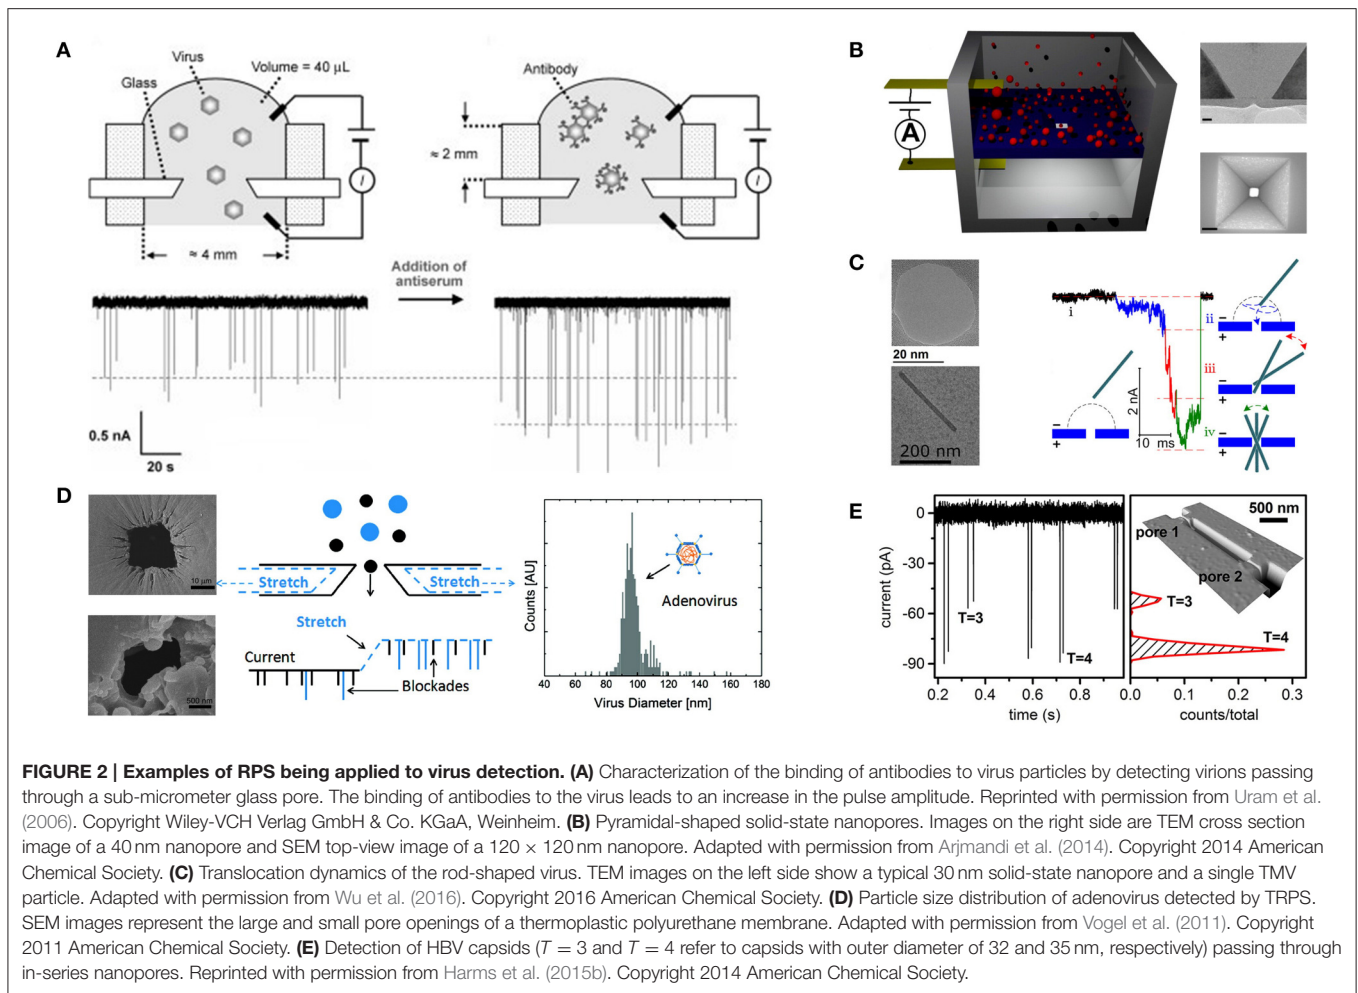 A
Virus
Volume = 40 µL
Glass
Antibody
≈ 2 mm
I
I
≈ 4 mm
Addition of
antiserum
0.5 nA
20 s
B
A
C
20 nm
200 nm
i
ii
iii
iv
2 nA
10 ms
−
+
−
+
−
+
−
+
D
10 µm
500 nm
Stretch
Stretch
Stretch
Current
Blockades
Counts [AU]
Adenovirus
40 60 80 100 120 140 160 180
Virus Diameter [nm]
E
0
-30
-60
-90
current (pA)
T=3
T=4
0.2 0.4 0.6 0.8
time (s)
500 nm
pore 1
pore 2
T=3
T=4
0.0 0.1 0.2 0.3
counts/total
FIGURE 2 | Examples of RPS being applied to virus detection. (A) Characterization of the binding of antibodies to virus particles by detecting virions passing
through a sub-micrometer glass pore. The binding of antibodies to the virus leads to an increase in the pulse amplitude. Reprinted with permission from Uram et al.
(2006). Copyright Wiley-VCH Verlag GmbH & Co. KGaA, Weinheim. (B) Pyramidal-shaped solid-state nanopores. Images on the right side are TEM cross section
image of a 40 nm nanopore and SEM top-view image of a 120 × 120 nm nanopore. Adapted with permission from Arjmandi et al. (2014). Copyright 2014 American
Chemical Society. (C) Translocation dynamics of the rod-shaped virus. TEM images on the left side show a typical 30 nm solid-state nanopore and a single TMV
particle. Adapted with permission from Wu et al. (2016). Copyright 2016 American Chemical Society. (D) Particle size distribution of adenovirus detected by TRPS.
SEM images represent the large and small pore openings of a thermoplastic polyurethane membrane. Adapted with permission from Vogel et al. (2011). Copyright
2011 American Chemical Society. (E) Detection of HBV capsids (T = 3 and T = 4 refer to capsids with outer diameter of 32 and 35 nm, respectively) passing through
in-series nanopores. Reprinted with permission from Harms et al. (2015b). Copyright 2014 American Chemical Society.